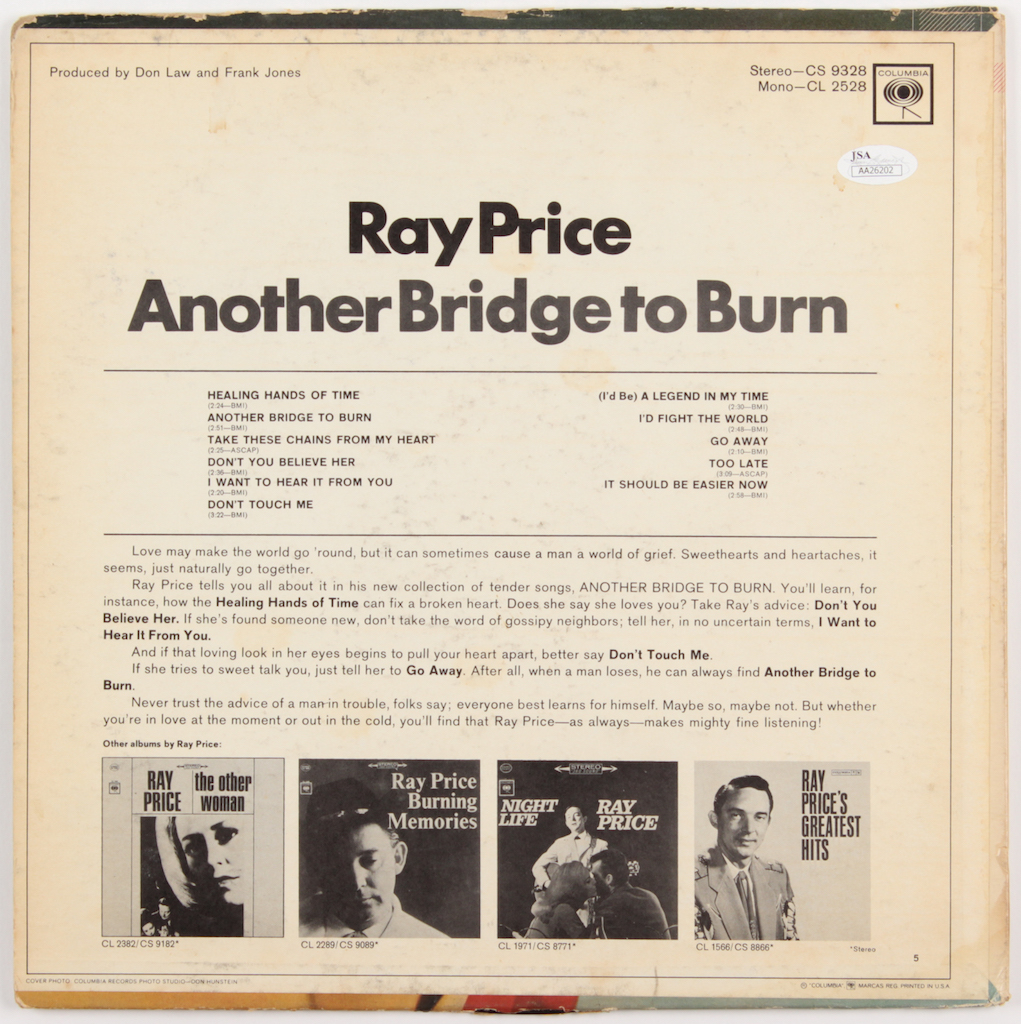 Produced by Don Law and Frank Jones
Stereo—CS 9328
Mono—CL 2528
COLUMBIA
JSA
AA26202
Ray Price
Another Bridge to Burn
HEALING HANDS OF TIME
(2:24—BMI)
ANOTHER BRIDGE TO BURN
(2:51—BMI)
TAKE THESE CHAINS FROM MY HEART
(2:25—ASCAP)
DON'T YOU BELIEVE HER
(2:36—BMI)
I WANT TO HEAR IT FROM YOU
(2:20—BMI)
DON'T TOUCH ME
(3:22—BMI)
(I'd Be) A LEGEND IN MY TIME
(2:30—BMI)
I'D FIGHT THE WORLD
(2:48—BMI)
GO AWAY
(2:10—BMI)
TOO LATE
(3:09—ASCAP)
IT SHOULD BE EASIER NOW
(2:58—BMI)
Love may make the world go 'round, but it can sometimes cause a man a world of grief. Sweethearts and heartaches, it
seems, just naturally go together.
Ray Price tells you all about it in his new collection of tender songs, ANOTHER BRIDGE TO BURN. You'll learn, for
instance, how the Healing Hands of Time can fix a broken heart. Does she say she loves you? Take Ray's advice: Don't You
Believe Her. If she's found someone new, don't take the word of gossipy neighbors; tell her, in no uncertain terms, I Want to
Hear It From You.
And if that loving look in her eyes begins to pull your heart apart, better say Don't Touch Me.
If she tries to sweet talk you, just tell her to Go Away. After all, when a man loses, he can always find Another Bridge to
Burn.
Never trust the advice of a man in trouble, folks say; everyone best learns for himself. Maybe so, maybe not. But whether
you're in love at the moment or out in the cold, you'll find that Ray Price—as always—makes mighty fine listening!
Other albums by Ray Price:
RAY PRICE
the other woman
Ray Price
Burning
Memories
STEREO
NIGHT LIFE
RAY PRICE
RAY
PRICE'S
GREATEST
HITS
CL 2382/CS 9182*
CL 2289/CS 9089*
CL 1971/CS 8771*
CL 1566/CS 8866*
*Stereo
5
COVER PHOTO: COLUMBIA RECORDS PHOTO STUDIO—DON HUNSTEIN
© "COLUMBIA" MARCAS REG. PRINTED IN U.S.A.